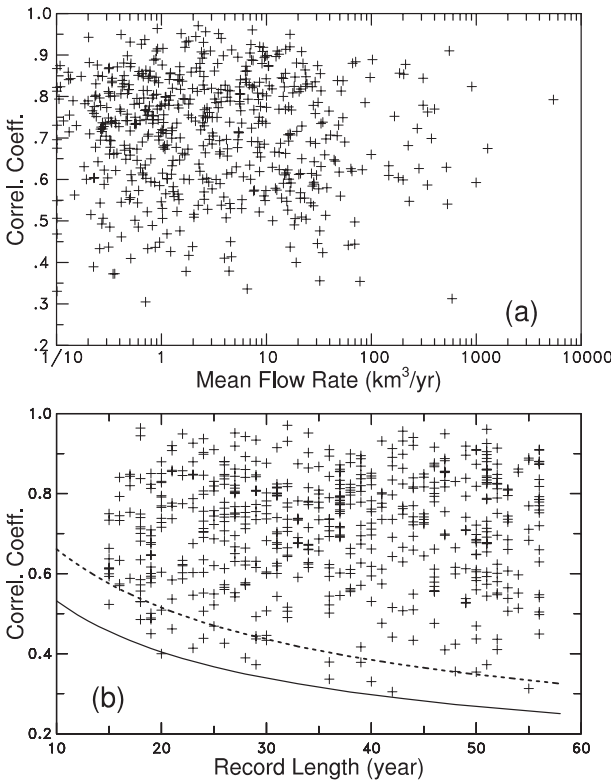 1.0
.9
.8
.7
.6
.5
.4
.3
.2
Correl. Coeff.
(a)
1/10 1 10 100 1000 10000
Mean Flow Rate (km³/yr)
1.0
0.8
0.6
0.4
0.2
Correl. Coeff.
(b)
10 20 30 40 50 60
Record Length (year)